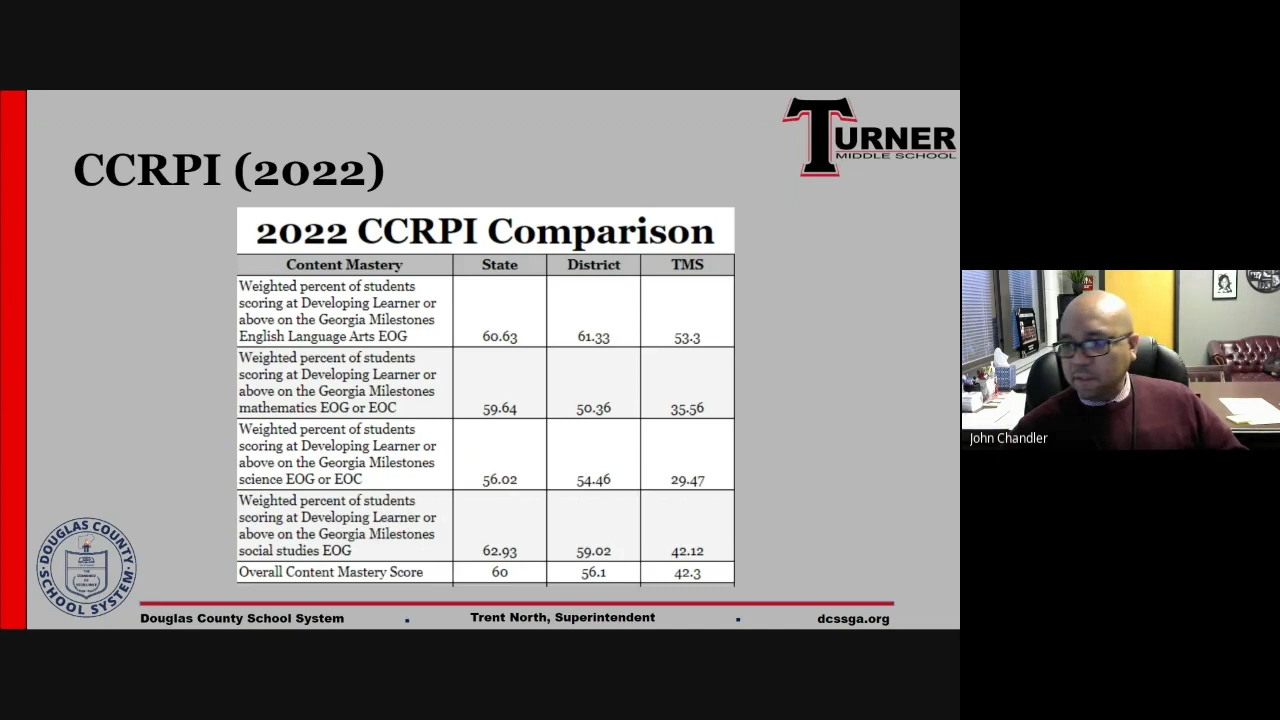 TURNER
MIDDLE SCHOOL
CCRPI (2022)
2022 CCRPI Comparison
Content Mastery State District TMS
Weighted percent of students
scoring at Developing Learner or
above on the Georgia Milestones
English Language Arts EOG 60.63 61.33 53.3
Weighted percent of students
scoring at Developing Learner or
above on the Georgia Milestones
mathematics EOG or EOC 59.64 50.36 35.56
Weighted percent of students
scoring at Developing Learner or
above on the Georgia Milestones
science EOG or EOC 56.02 54.46 29.47
Weighted percent of students
scoring at Developing Learner or
above on the Georgia Milestones
social studies EOG 62.93 59.02 42.12
Overall Content Mastery Score 60 56.1 42.3
DOUGLAS COUNTY
SCHOOL SYSTEM
Douglas County School System . Trent North, Superintendent . dcssga.org
John Chandler